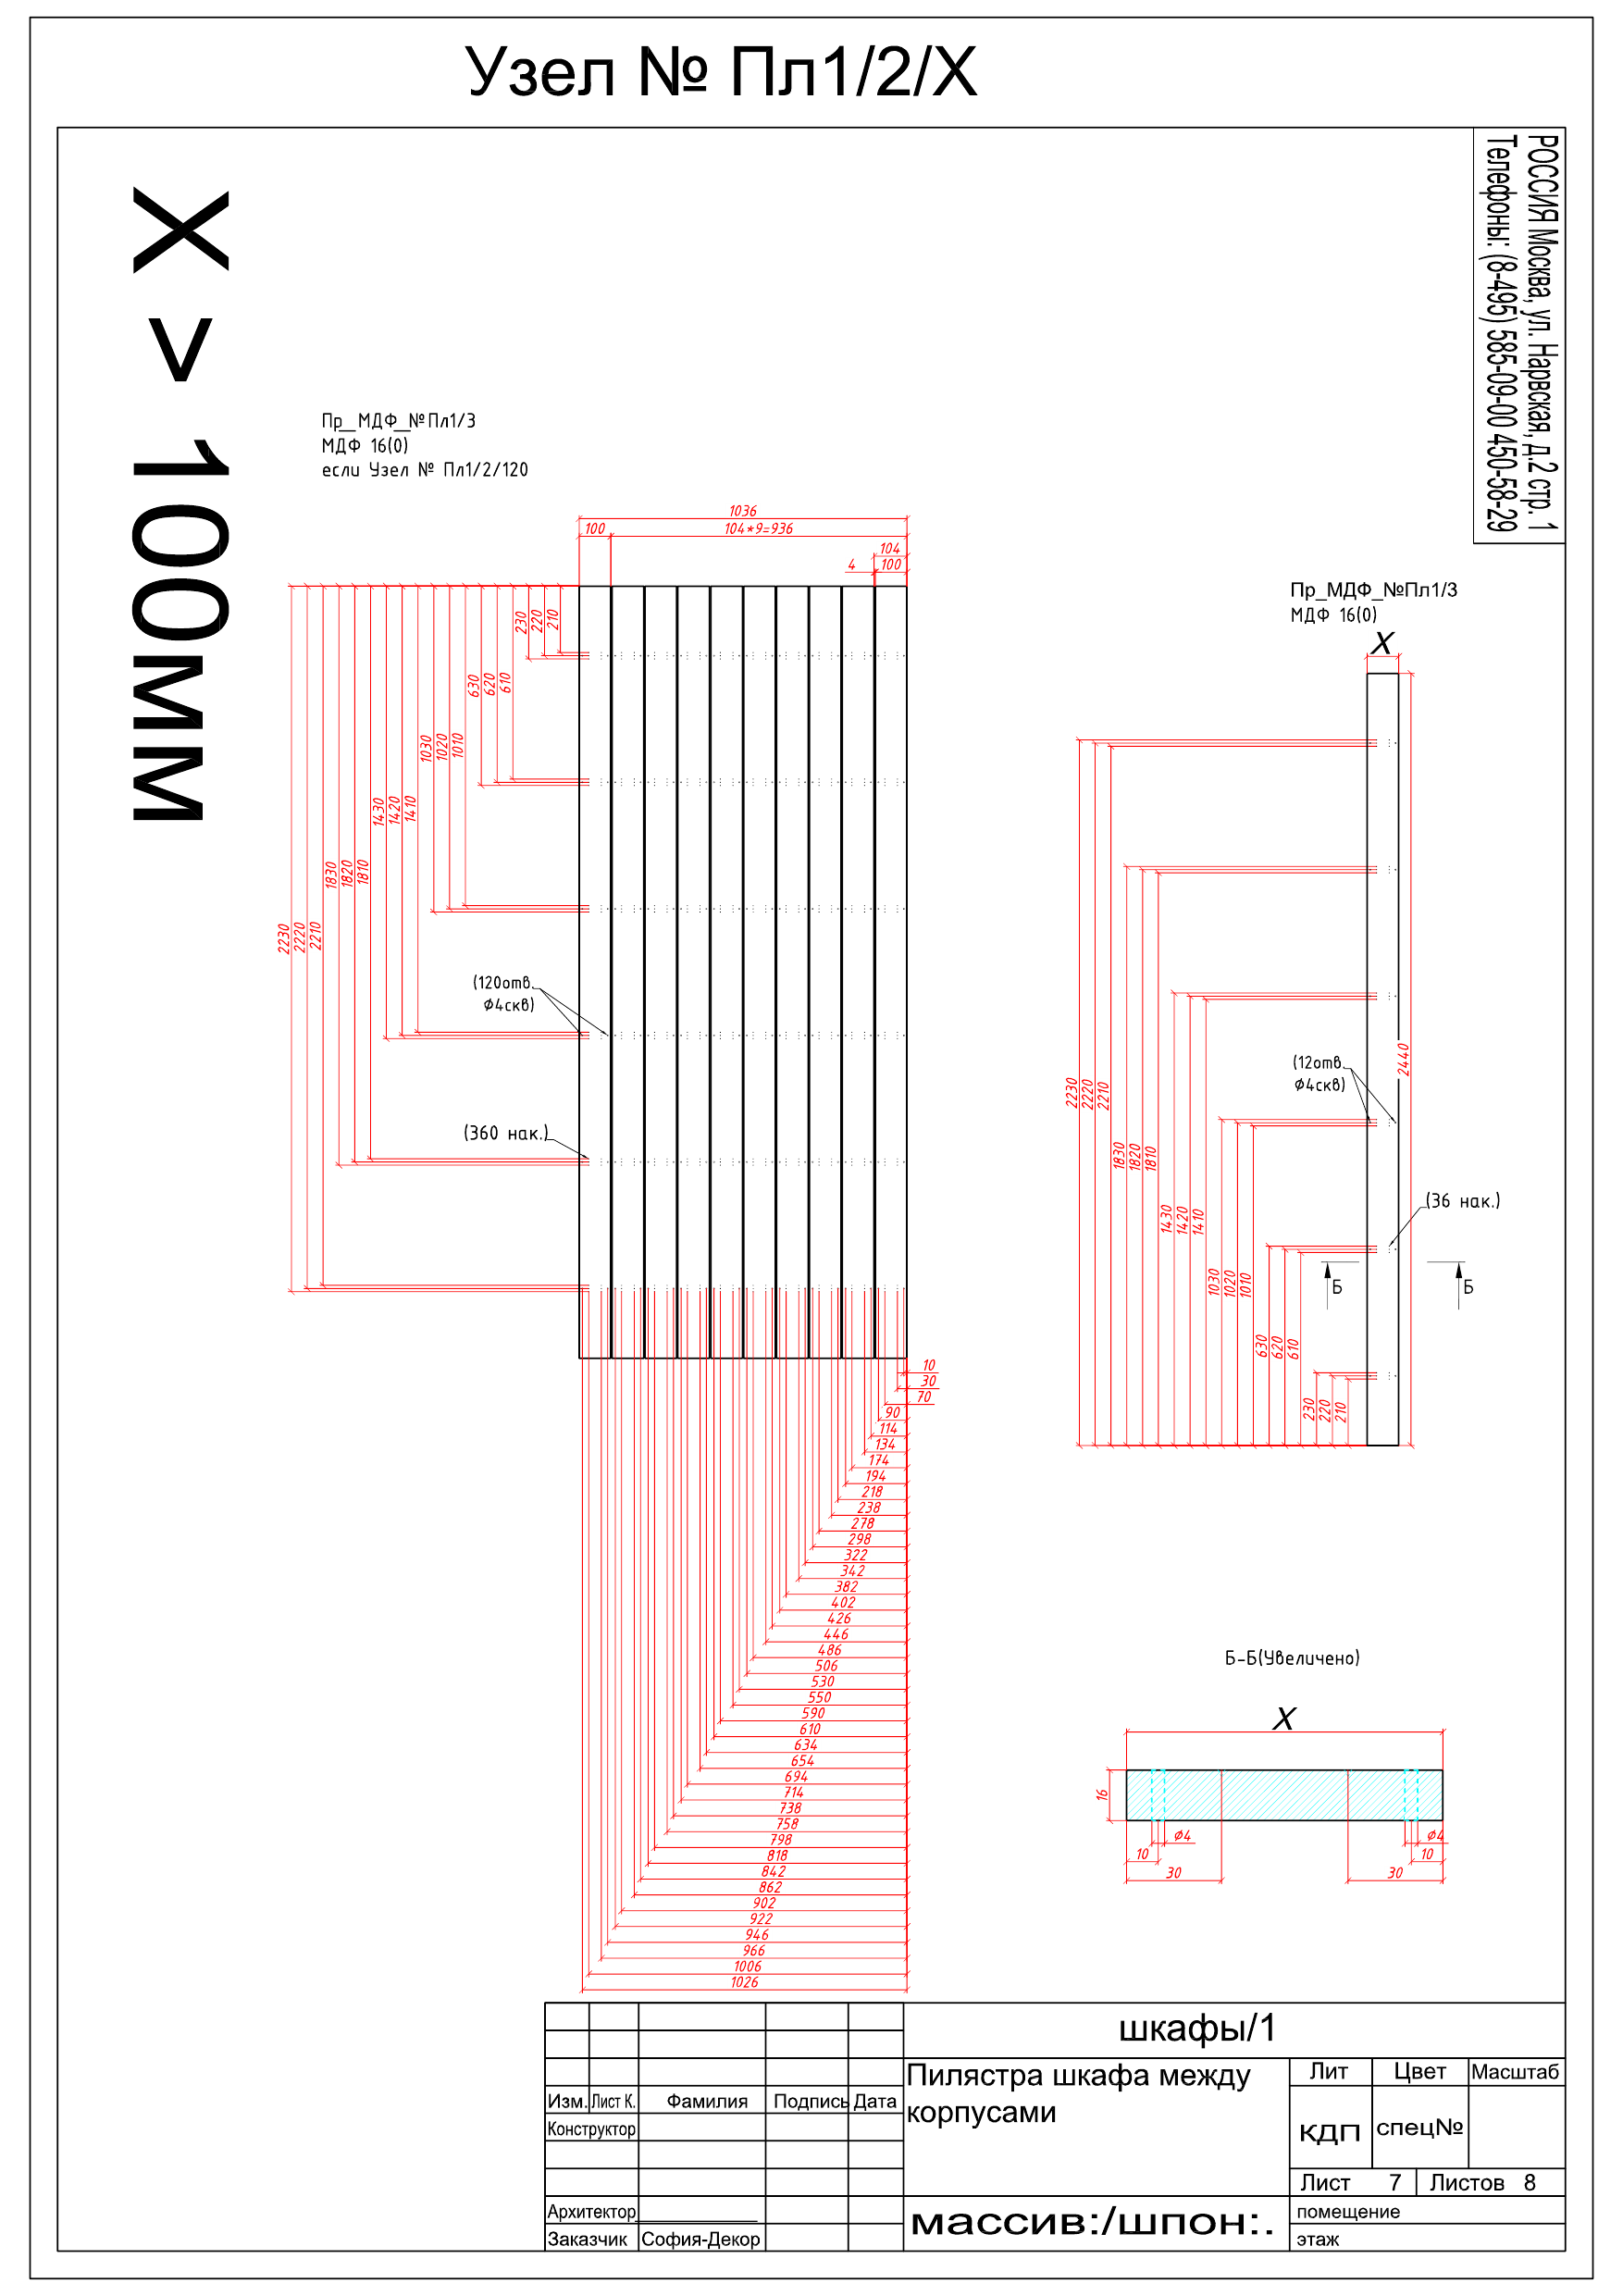 Узел № Пл1/2/X
РОССИЯ Москва, ул. Нарвская, д.2 стр. 1
Телефоны: (8-495) 585-09-00 450-58-29
X > 100мм
Пр_МДФ_№Пл1/3
МДФ 16(0)
если Узел № Пл1/2/120
1036
100
104*9=936
104
4
100
230
220
210
630
620
610
1030
1020
1010
1430
1420
1410
1830
1820
1810
2230
2220
2210
(120отв.
Ø4скв)
(360 нак.)
10
30
70
90
114
134
174
194
218
238
278
298
322
342
382
402
426
446
486
506
530
550
590
610
634
654
694
714
738
758
798
818
842
862
902
922
946
966
1006
1026
Пр_МДФ_№Пл1/3
МДФ 16(0)
X
2440
2230
2220
2210
1830
1820
1810
1430
1420
1410
1030
1020
1010
630
620
610
230
220
210
(12отв.
Ø4скв)
(36 нак.)
Б
Б
Б-Б(Увеличено)
X
16
Ø4
Ø4
10
10
30
30
шкафы/1
Пилястра шкафа между
корпусами
Лит
Цвет
Масштаб
кдп
спец№
Лист 7
Листов 8
Изм.
Лист К.
Фамилия
Подпись
Дата
Конструктор
Архитектор
Заказчик
София-Декор
массив:/шпон:.
помещение
этаж